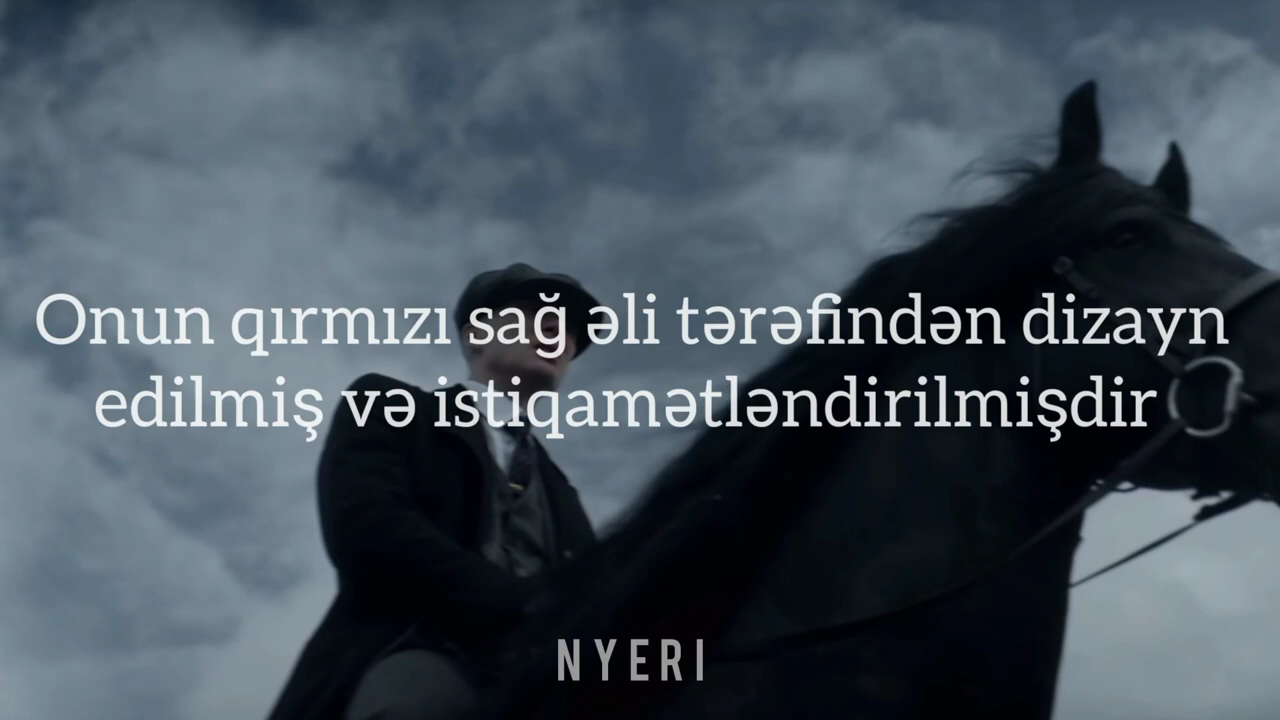 Onun qırmızı sağ əli tərəfindən dizayn
edilmiş və istiqamətləndirilmişdir
NYERI